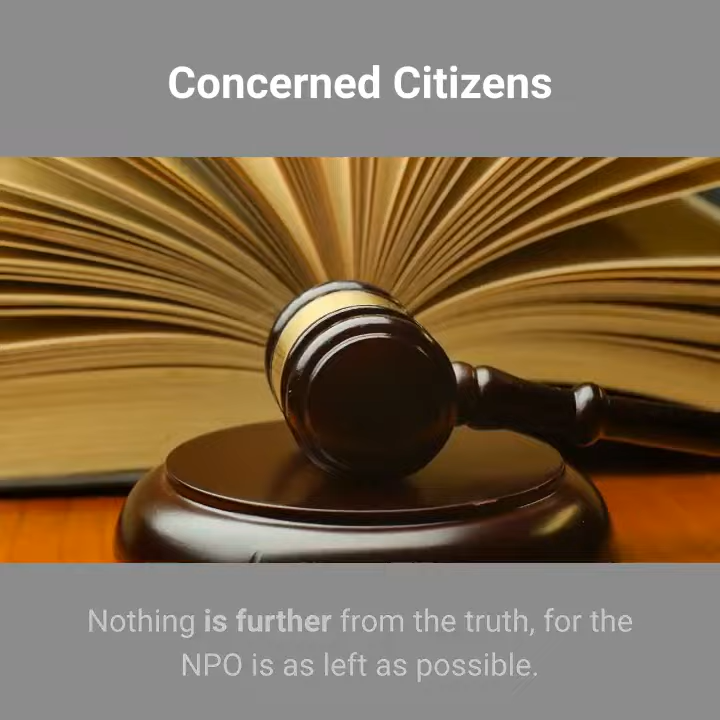 Concerned Citizens
Nothing is further from the truth, for the
NPO is as left as possible.